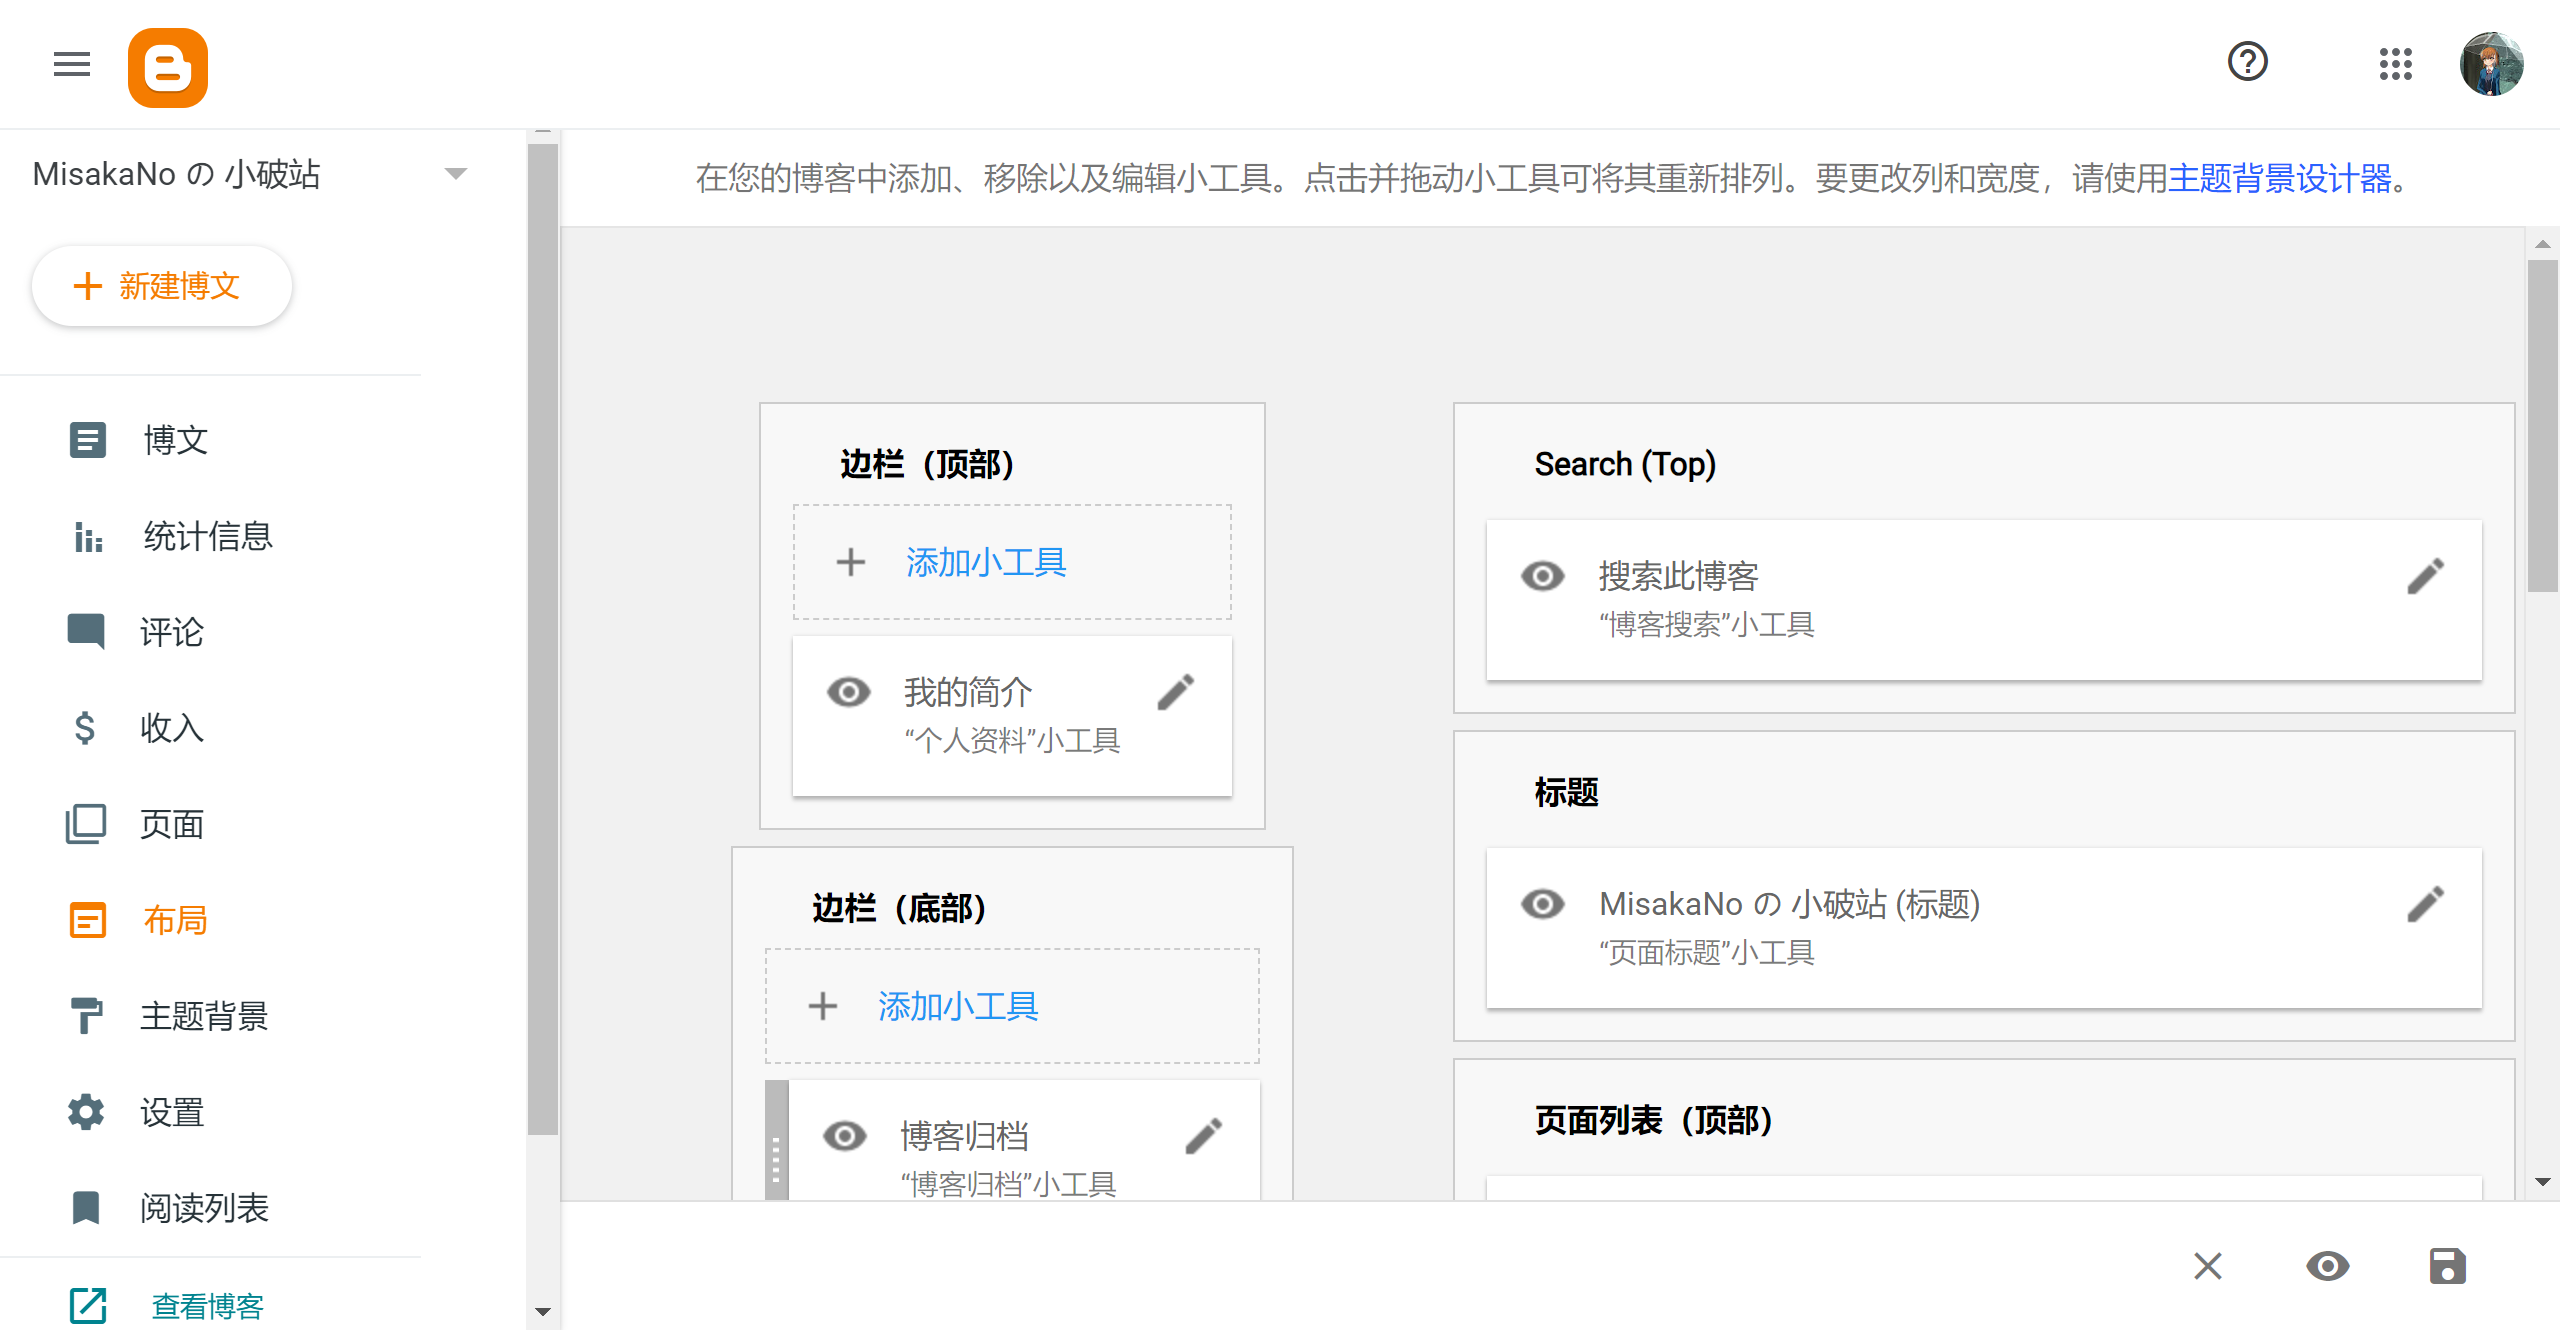 MisakaNo の 小破站
新建博文
博文
统计信息
评论
收入
页面
布局
主题背景
设置
阅读列表
查看博客
在您的博客中添加、移除以及编辑小工具。点击并拖动小工具可将其重新排列。要更改列和宽度，请使用主题背景设计器。
边栏（顶部）
添加小工具
我的简介
“个人资料”小工具
边栏（底部）
添加小工具
博客归档
“博客归档”小工具
Search (Top)
搜索此博客
“博客搜索”小工具
标题
MisakaNo の 小破站 (标题)
“页面标题”小工具
页面列表（顶部）